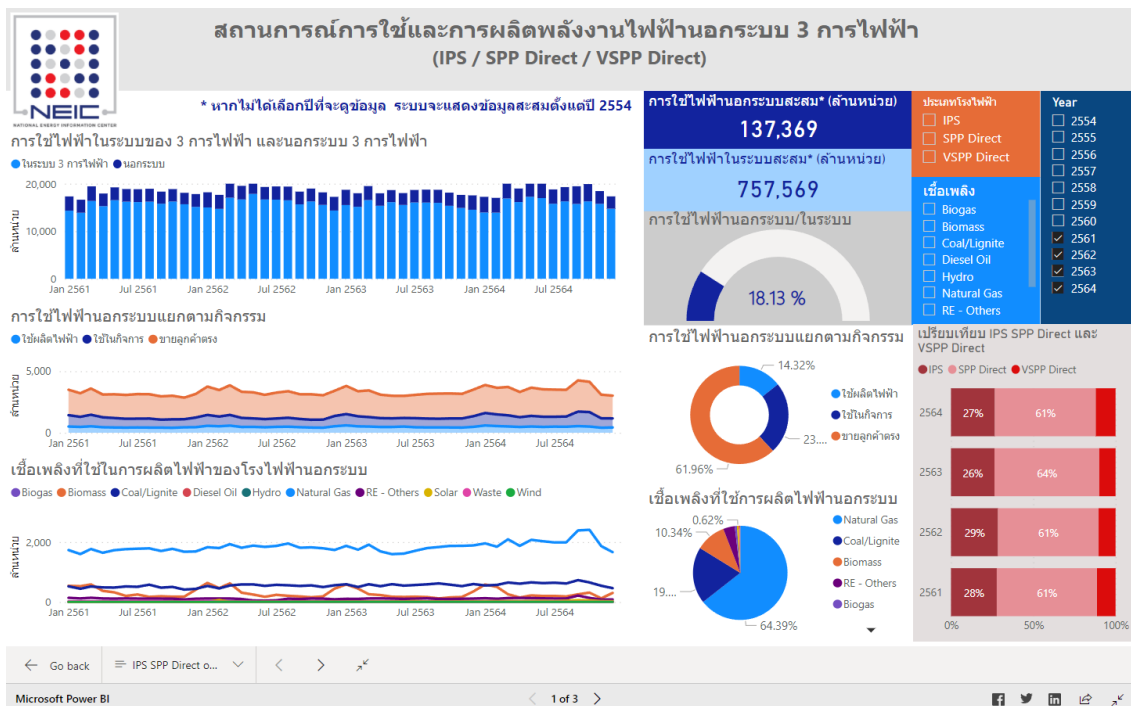 สถานการณ์การใช้และการผลิตพลังงานไฟฟ้านอกระบบ 3 การไฟฟ้า
(IPS / SPP Direct / VSPP Direct)
NEIC
NATIONAL ENERGY INFORMATION CENTER
* หากไม่ได้เลือกปีที่จะดูข้อมูล ระบบจะแสดงข้อมูลสะสมตั้งแต่ปี 2554
การใช้ไฟฟ้าในระบบของ 3 การไฟฟ้า และนอกระบบ 3 การไฟฟ้า
ในระบบ 3 การไฟฟ้า นอกระบบ
ล้านหน่วย
20,000
10,000
0
Jan 2561 Jul 2561 Jan 2562 Jul 2562 Jan 2563 Jul 2563 Jan 2564 Jul 2564
การใช้ไฟฟ้านอกระบบแยกตามกิจกรรม
ใช้ผลิตไฟฟ้า ใช้ในกิจการ ขายลูกค้าตรง
ล้านหน่วย
5,000
0
Jan 2561 Jul 2561 Jan 2562 Jul 2562 Jan 2563 Jul 2563 Jan 2564 Jul 2564
เชื้อเพลิงที่ใช้ในการผลิตไฟฟ้าของโรงไฟฟ้านอกระบบ
Biogas Biomass Coal/Lignite Diesel Oil Hydro Natural Gas RE - Others Solar Waste Wind
ล้านหน่วย
2,000
0
Jan 2561 Jul 2561 Jan 2562 Jul 2562 Jan 2563 Jul 2563 Jan 2564 Jul 2564
การใช้ไฟฟ้านอกระบบสะสม* (ล้านหน่วย)
137,369
การใช้ไฟฟ้าในระบบสะสม* (ล้านหน่วย)
757,569
การใช้ไฟฟ้านอกระบบ/ในระบบ
18.13 %
ประเภทโรงไฟฟ้า
IPS
SPP Direct
VSPP Direct
เชื้อเพลิง
Biogas
Biomass
Coal/Lignite
Diesel Oil
Hydro
Natural Gas
RE - Others
Year
2554
2555
2556
2557
2558
2559
2560
2561
2562
2563
2564
การใช้ไฟฟ้านอกระบบแยกตามกิจกรรม
14.32%
23....
61.96%
ใช้ผลิตไฟฟ้า
ใช้ในกิจการ
ขายลูกค้าตรง
เชื้อเพลิงที่ใช้การผลิตไฟฟ้านอกระบบ
0.62%
10.34%
19....
64.39%
Natural Gas
Coal/Lignite
Biomass
RE - Others
Biogas
เปรียบเทียบ IPS SPP Direct และ
VSPP Direct
IPS SPP Direct VSPP Direct
2564 27% 61%
2563 26% 64%
2562 29% 61%
2561 28% 61%
0% 50% 100%
Go back
IPS SPP Direct o...
Microsoft Power BI
1 of 3